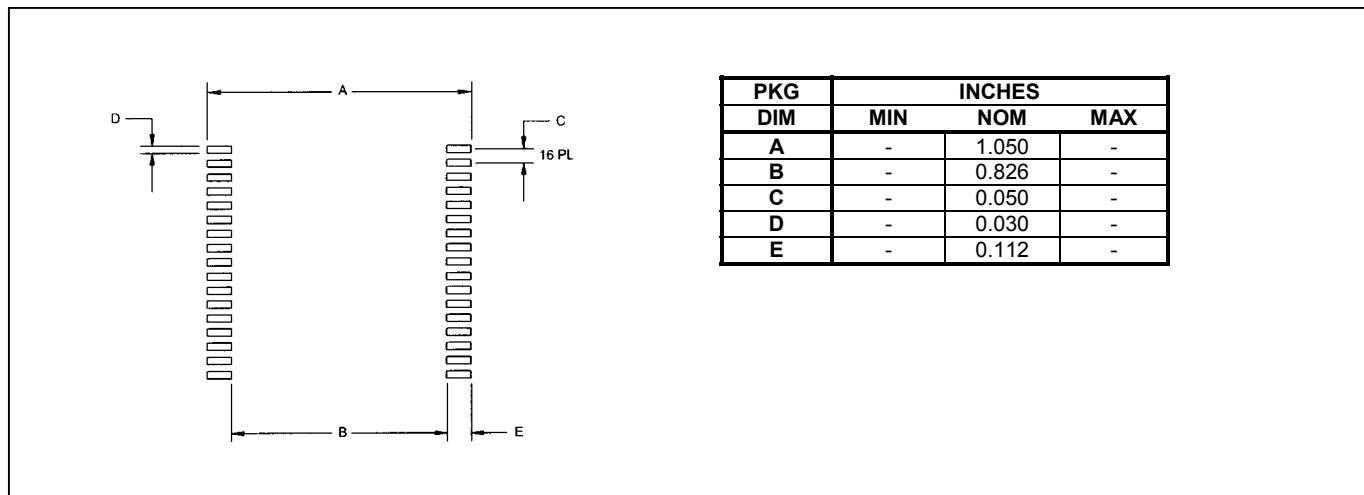 A
D
C
16 PL
B
E
PKG INCHES
DIM MIN NOM MAX
A - 1.050 -
B - 0.826 -
C - 0.050 -
D - 0.030 -
E - 0.112 -